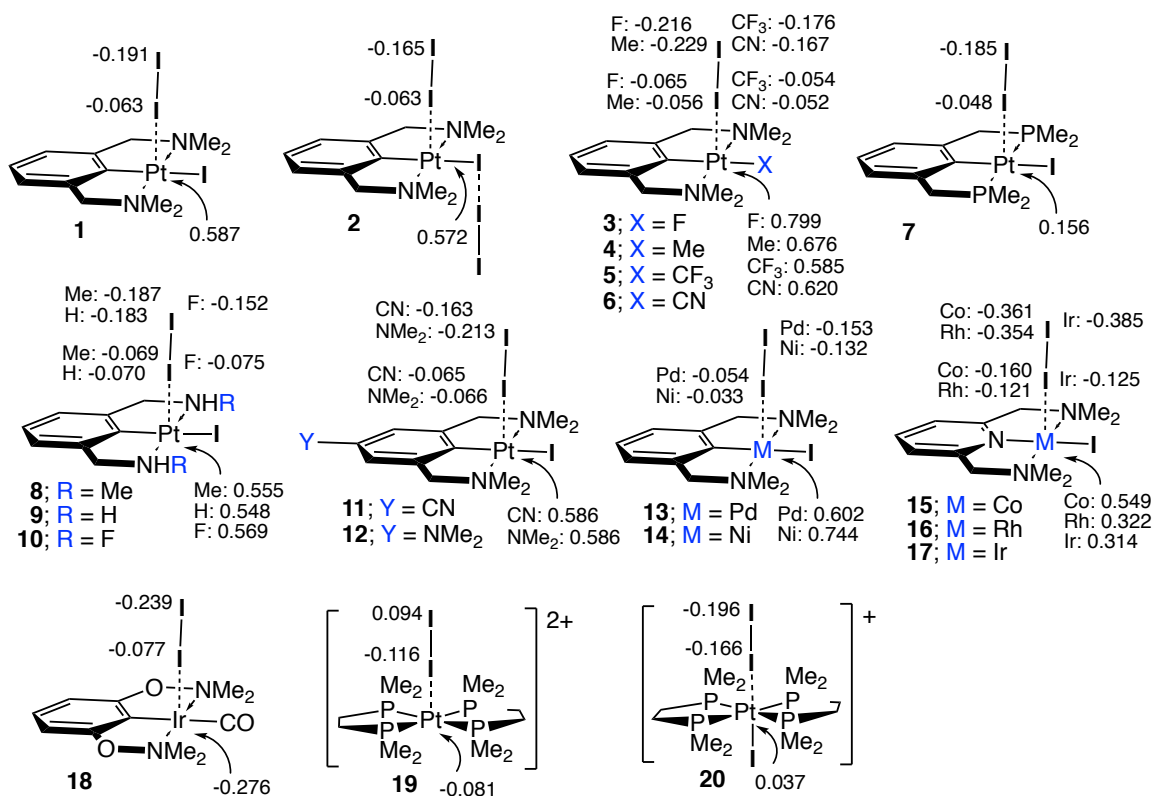 -0.191
-0.063
I
I
NMe2
Pt
I
NMe2
1
0.587
-0.165
-0.063
I
I
NMe2
Pt
I
NMe2
I
I
2
0.572
F: -0.216
Me: -0.229
CF3: -0.176
CN: -0.167
F: -0.065
Me: -0.056
CF3: -0.054
CN: -0.052
I
I
NMe2
Pt
X
NMe2
3; X = F
4; X = Me
5; X = CF3
6; X = CN
F: 0.799
Me: 0.676
CF3: 0.585
CN: 0.620
-0.185
-0.048
I
I
PMe2
Pt
I
PMe2
7
0.156
Me: -0.187
H: -0.183
F: -0.152
Me: -0.069
H: -0.070
F: -0.075
I
I
NHR
Pt
I
NHR
8; R = Me
9; R = H
10; R = F
Me: 0.555
H: 0.548
F: 0.569
CN: -0.163
NMe2: -0.213
CN: -0.065
NMe2: -0.066
I
I
NMe2
Y
Pt
I
NMe2
11; Y = CN
12; Y = NMe2
CN: 0.586
NMe2: 0.586
Pd: -0.153
Ni: -0.132
Pd: -0.054
Ni: -0.033
I
I
NMe2
M
I
NMe2
13; M = Pd
14; M = Ni
Pd: 0.602
Ni: 0.744
Co: -0.361
Rh: -0.354
Ir: -0.385
Co: -0.160
Rh: -0.121
Ir: -0.125
I
I
NMe2
N
M
I
NMe2
15; M = Co
16; M = Rh
17; M = Ir
Co: 0.549
Rh: 0.322
Ir: 0.314
-0.239
-0.077
I
I
O
NMe2
Ir
CO
O
NMe2
18
-0.276
2+
0.094
-0.116
I
I
Me2
Me2
P
P
Pt
P
P
Me2
Me2
19
-0.081
+
-0.196
-0.166
I
I
Me2
Me2
P
P
Pt
P
P
Me2
Me2
I
20
0.037